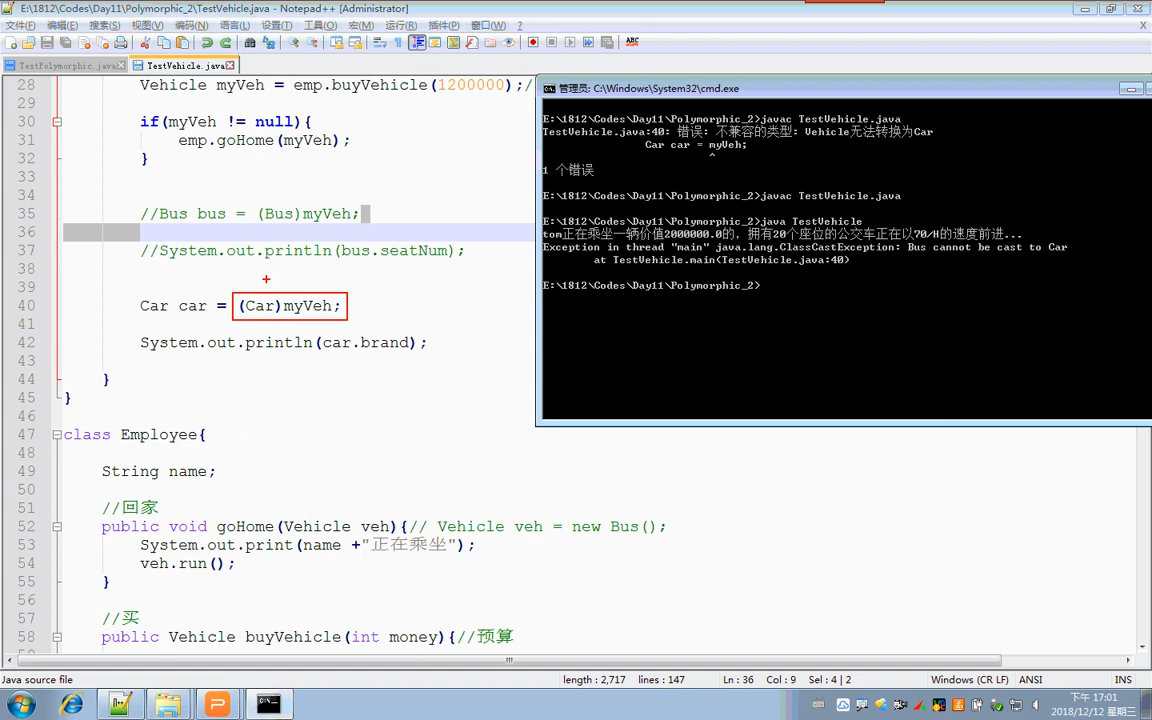 E:\1812\Codes\Day11\Polymorphic_2\TestVehicle.java - Notepad++ [Administrator]
文件(F) 编辑(E) 搜索(S) 视图(V) 编码(N) 语言(L) 设置(T) 工具(O) 宏(M) 运行(R) 插件(P) 窗口(W) ?
TestPolymorphic.java TestVehicle.java
28 Vehicle myVeh = emp.buyVehicle(1200000);/
29
30 if(myVeh != null){
31 emp.goHome(myVeh);
32 }
33
34
35 //Bus bus = (Bus)myVeh;
36
37 //System.out.println(bus.seatNum);
38
39
40 Car car = (Car)myVeh;
41
42 System.out.println(car.brand);
43
44 }
45 }
46
47 class Employee{
48
49 String name;
50
51 //回家
52 public void goHome(Vehicle veh){// Vehicle veh = new Bus();
53 System.out.print(name +"正在乘坐");
54 veh.run();
55 }
56
57 //买
58 public Vehicle buyVehicle(int money){//预算
管理员: C:\Windows\System32\cmd.exe
E:\1812\Codes\Day11\Polymorphic_2>javac TestVehicle.java
TestVehicle.java:40: 错误: 不兼容的类型: Vehicle无法转换为Car
Car car = myVeh;
^
1 个错误
E:\1812\Codes\Day11\Polymorphic_2>javac TestVehicle.java
E:\1812\Codes\Day11\Polymorphic_2>java TestVehicle
tom正在乘坐一辆价值2000000.0的，拥有20个座位的公交车正在以70/H的速度前进...
Exception in thread "main" java.lang.ClassCastException: Bus cannot be cast to Car
at TestVehicle.main(TestVehicle.java:40)
E:\1812\Codes\Day11\Polymorphic_2>
Java source file length : 2,717 lines : 147 Ln : 36 Col : 9 Sel : 4 | 2 Windows (CR LF) ANSI INS
下午 17:01
2018/12/12 星期三